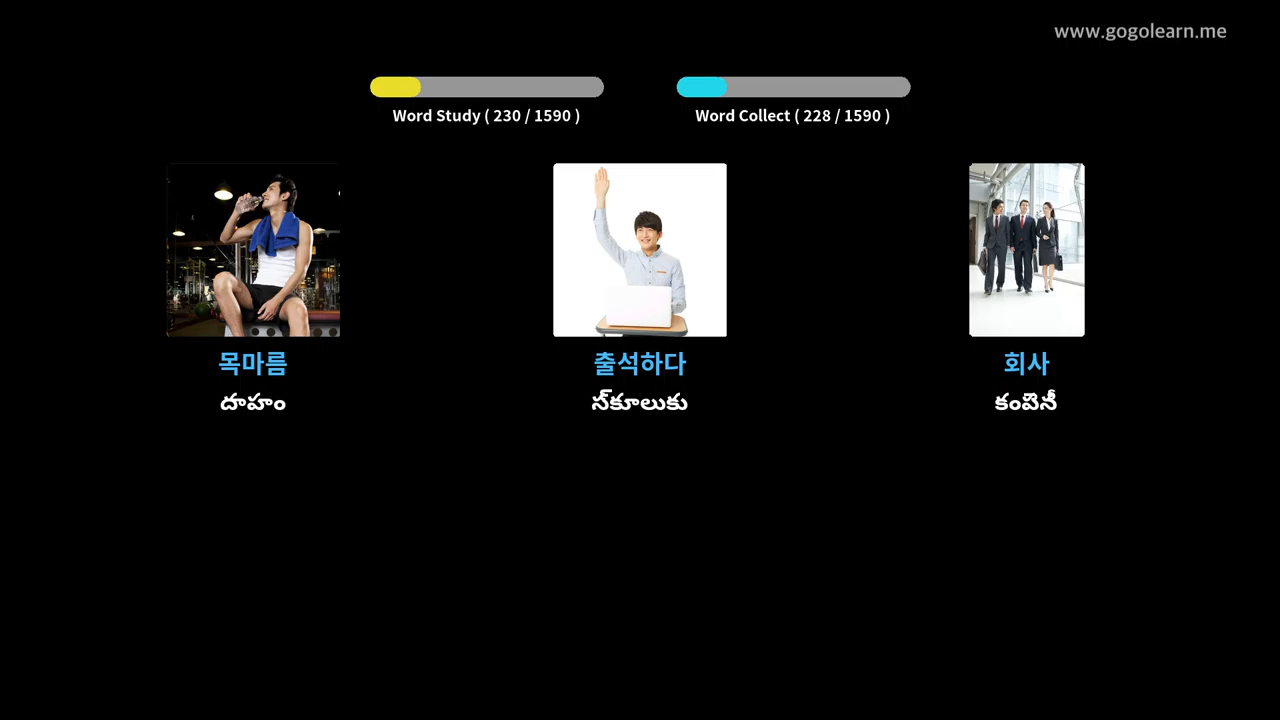 www.gogolearn.me
Word Study ( 230 / 1590 )
Word Collect ( 228 / 1590 )
목마름
출석하다
회사
దాహం
స్కూలుకు
కంపెనీ